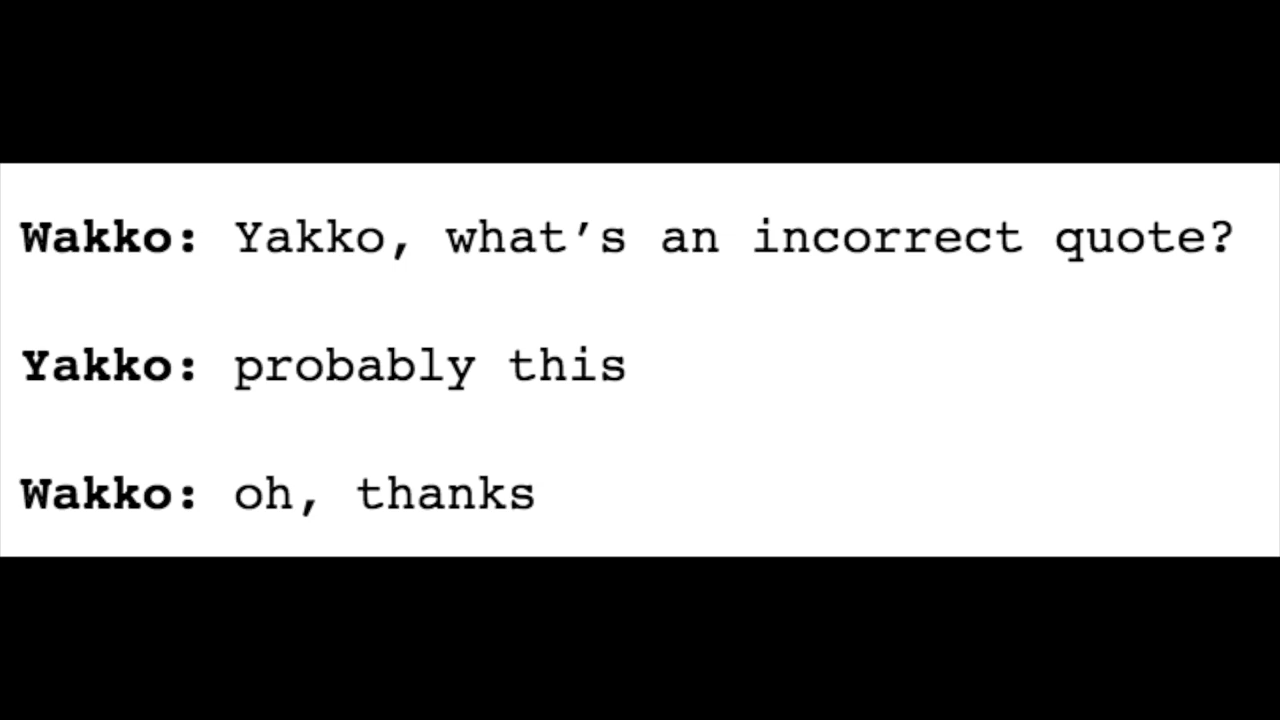 Wakko: Yakko, what’s an incorrect quote?
Yakko: probably this
Wakko: oh, thanks